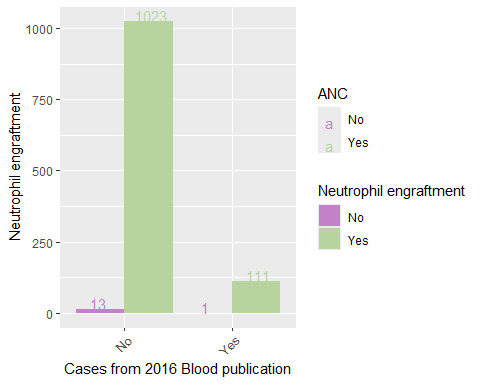 Neutrophil engraftment
1000
750
500
250
0
1023
13
1
111
No
Yes
Cases from 2016 Blood publication
ANC
a No
a Yes
Neutrophil engraftment
No
Yes